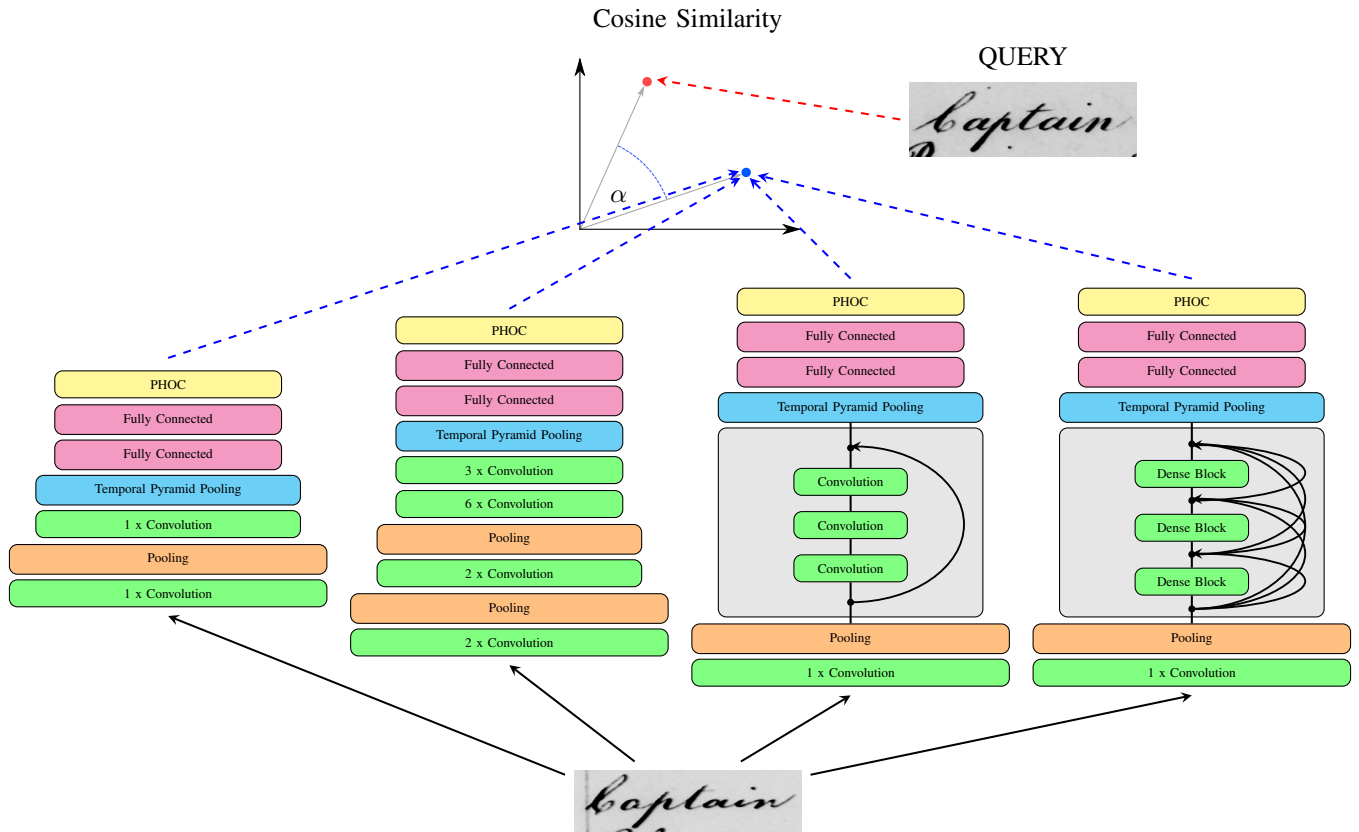 Cosine Similarity
QUERY
Captain
α
PHOC
Fully Connected
Fully Connected
Temporal Pyramid Pooling
1 x Convolution
Pooling
1 x Convolution
PHOC
Fully Connected
Fully Connected
Temporal Pyramid Pooling
3 x Convolution
6 x Convolution
Pooling
2 x Convolution
Pooling
2 x Convolution
PHOC
Fully Connected
Fully Connected
Temporal Pyramid Pooling
Convolution
Convolution
Convolution
Pooling
1 x Convolution
PHOC
Fully Connected
Fully Connected
Temporal Pyramid Pooling
Dense Block
Dense Block
Dense Block
Pooling
1 x Convolution
Captain